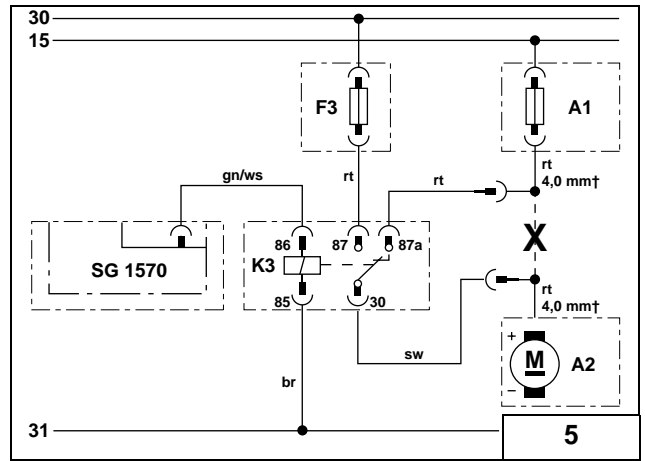 30
15
F3
A1
rt
4,0 mm†
gn/ws
rt
rt
86
87
87a
X
SG 1570
K3
85
30
rt
4,0 mm†
sw
+
M
A2
−
br
31
5